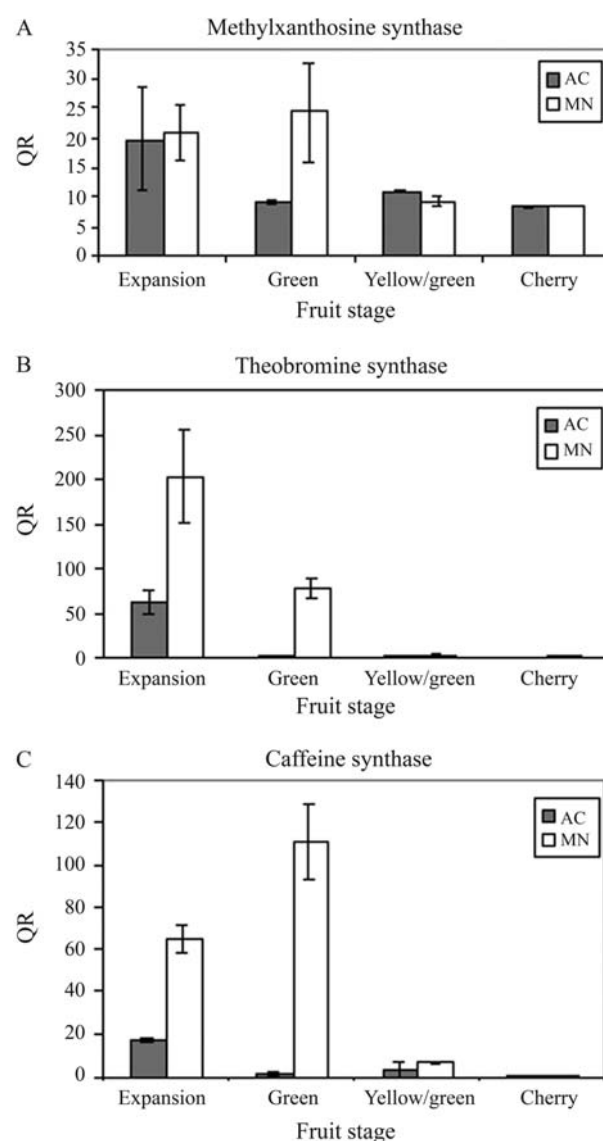 A
Methylxanthosine synthase
35
30
25
20
15
10
5
0
QR
AC
MN
Expansion Green Yellow/green Cherry
Fruit stage
B
Theobromine synthase
300
250
200
150
100
50
0
QR
AC
MN
Expansion Green Yellow/green Cherry
Fruit stage
C
Caffeine synthase
140
120
100
80
60
40
20
0
QR
AC
MN
Expansion Green Yellow/green Cherry
Fruit stage